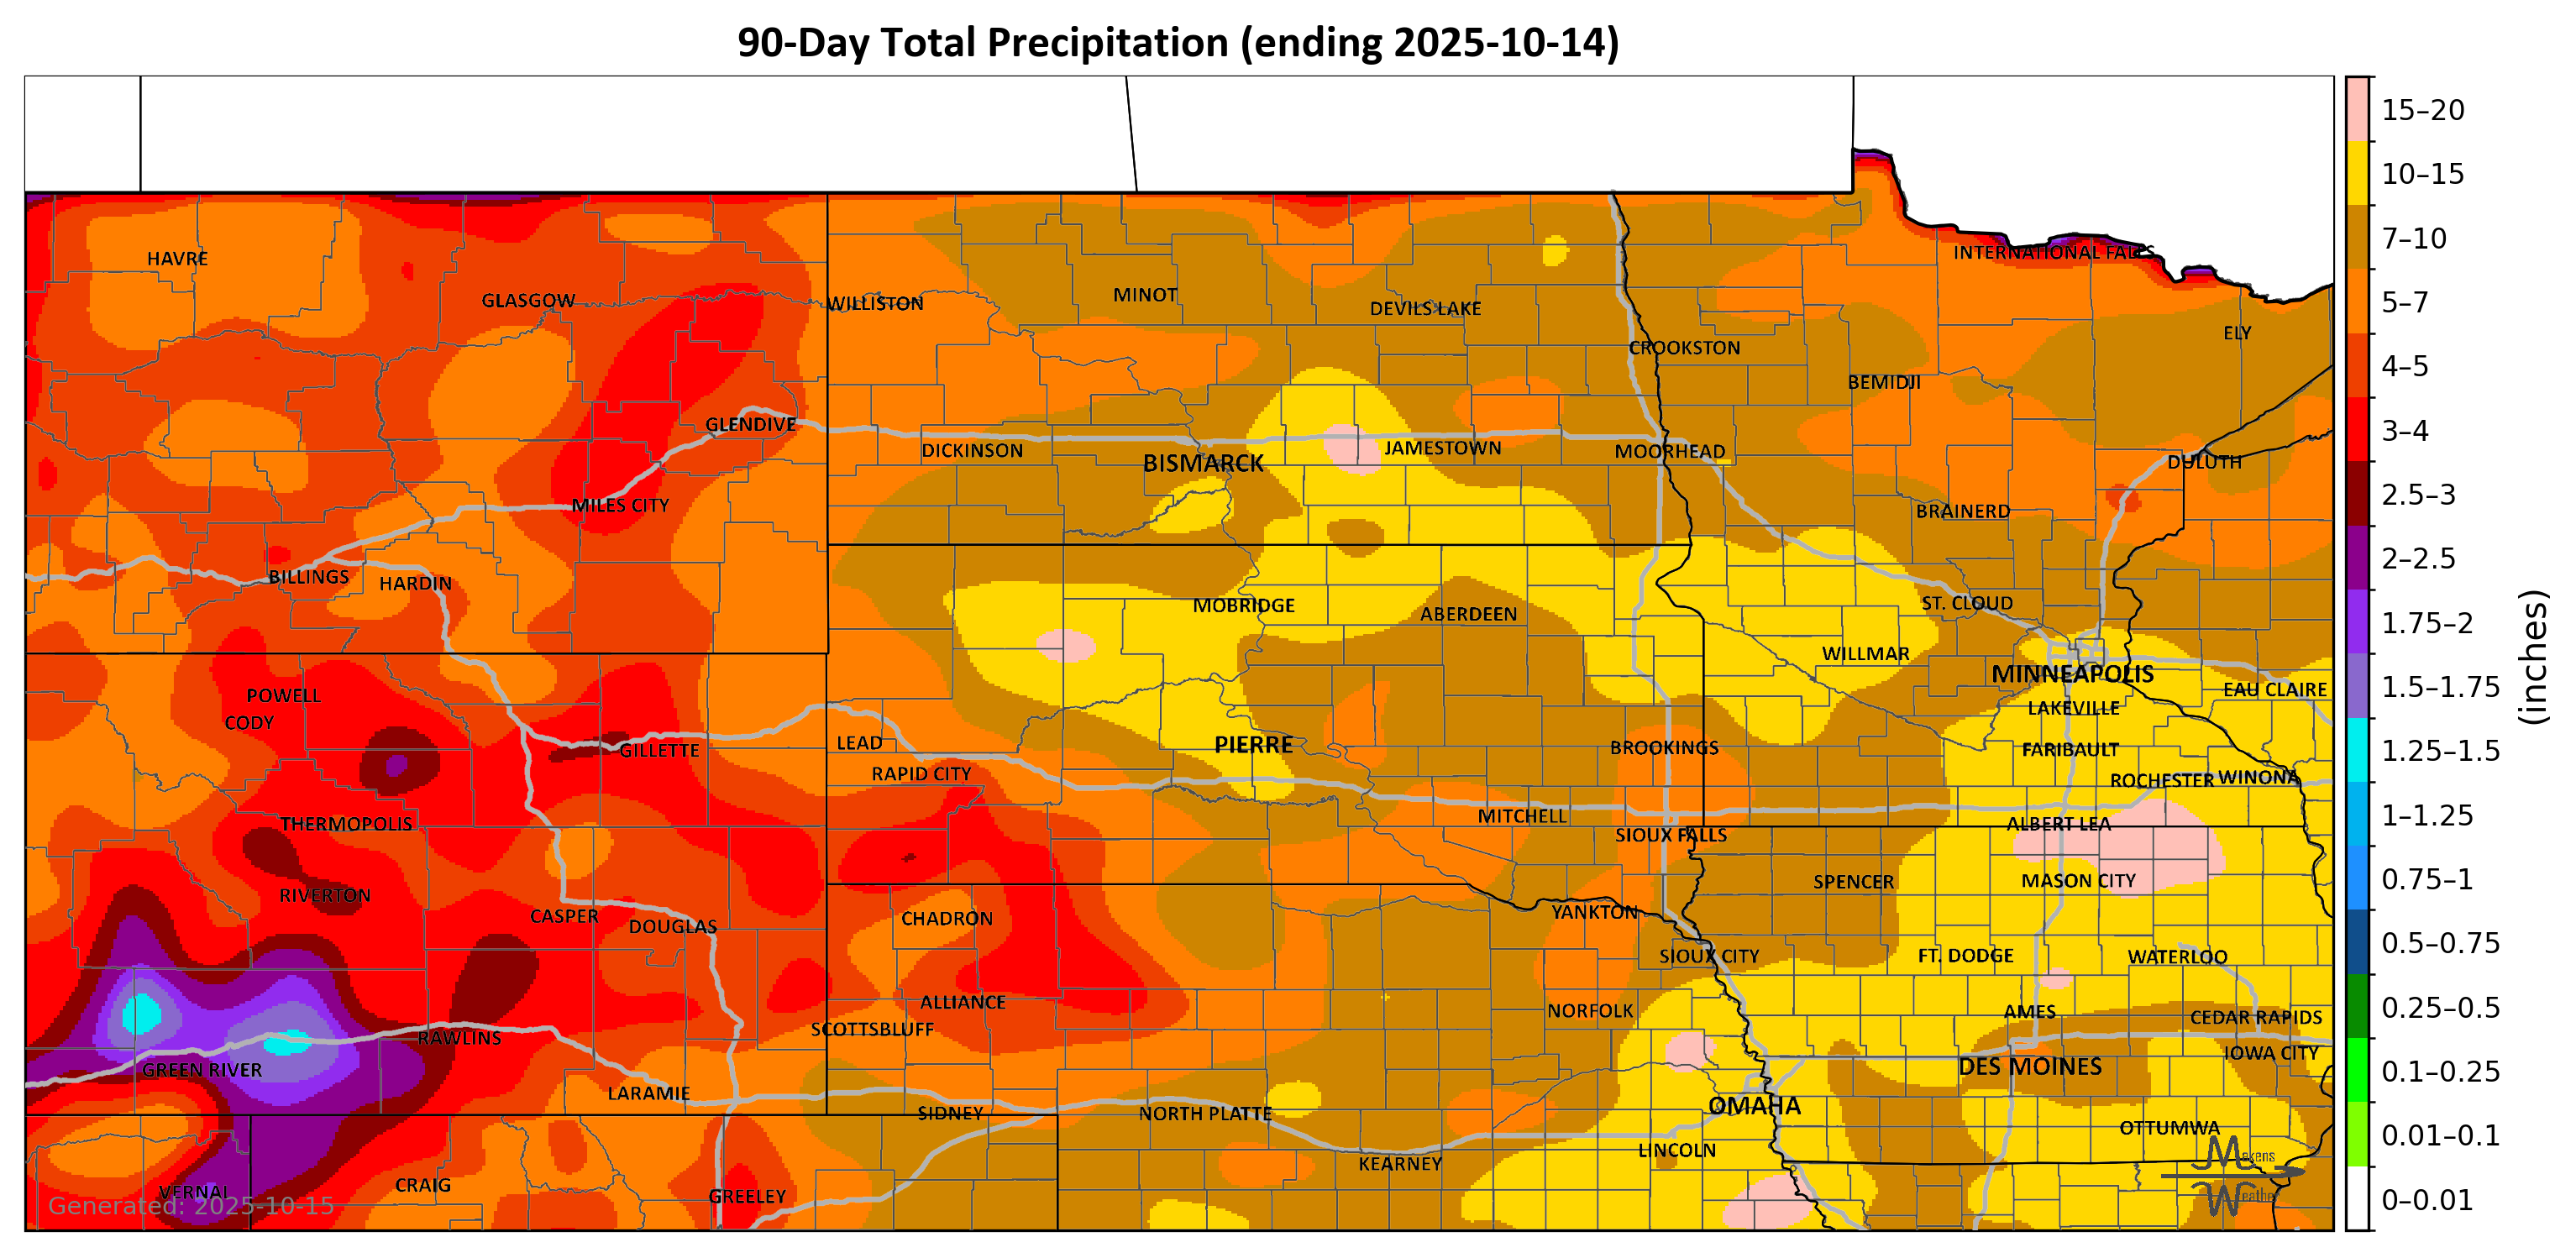 90-Day Total Precipitation (ending 2025-10-14)
HAVRE
INTERNATIONAL FALLS
GLASGOW
WILLISTON
MINOT
DEVILS LAKE
ELY
CROOKSTON
BEMIDJI
GLENDIVE
DICKINSON
BISMARCK
JAMESTOWN
MOORHEAD
DULUTH
MILES CITY
BRAINERD
BILLINGS
HARDIN
MOBRIDGE
ABERDEEN
ST. CLOUD
WILLMAR
MINNEAPOLIS
EAU CLAIRE
POWELL
CODY
LAKEVILLE
GILLETTE
LEAD
PIERRE
BROOKINGS
FARIBAULT
RAPID CITY
ROCHESTER
WINONA
THERMOPOLIS
MITCHELL
SIOUX FALLS
ALBERT LEA
RIVERTON
SPENCER
MASON CITY
CASPER
DOUGLAS
CHADRON
YANKTON
SIOUX CITY
FT. DODGE
WATERLOO
ALLIANCE
NORFOLK
AMES
CEDAR RAPIDS
SCOTTSBLUFF
RAWLINS
GREEN RIVER
DES MOINES
IOWA CITY
LARAMIE
SIDNEY
NORTH PLATTE
OMAHA
OTTUMWA
LINCOLN
KEARNEY
VERNAL
CRAIG
GREELEY
Generated: 2025-10-15
Makens
Weather
15–20
10–15
7–10
5–7
4–5
3–4
2.5–3
2–2.5
1.75–2
1.5–1.75
1.25–1.5
1–1.25
0.75–1
0.5–0.75
0.25–0.5
0.1–0.25
0.01–0.1
0–0.01
(inches)